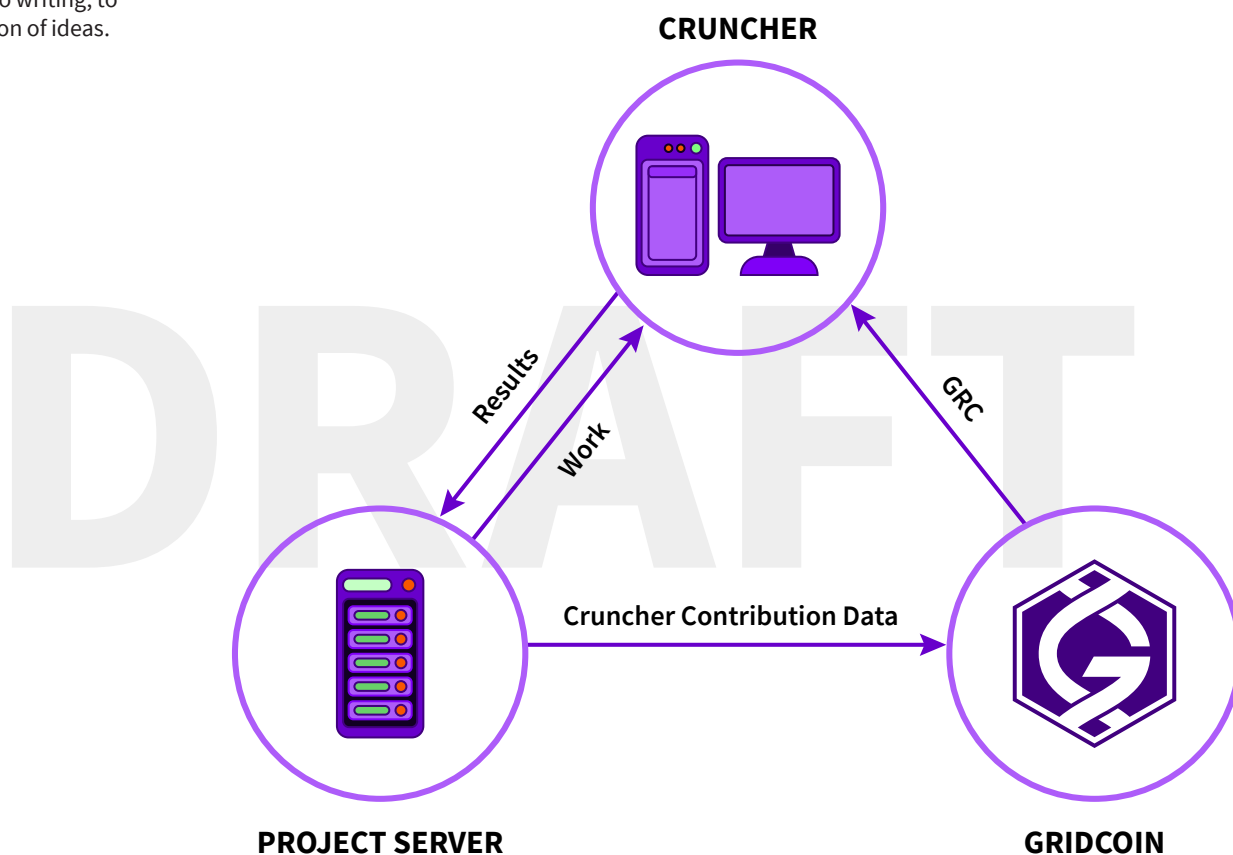 writing, to
on of ideas.
CRUNCHER
DRAFT
Results
Work
GRC
Cruncher Contribution Data
PROJECT SERVER
GRIDCOIN